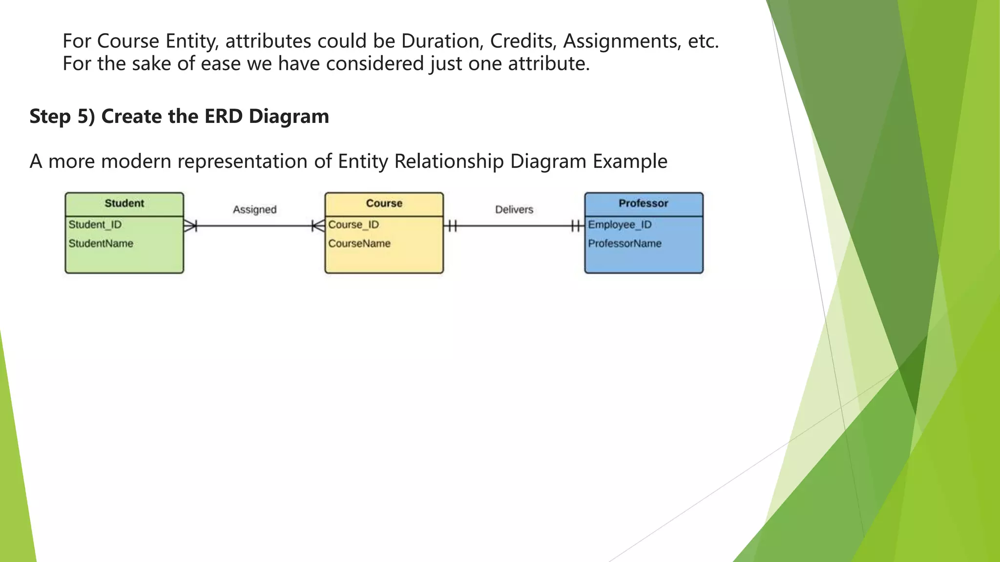 For Course Entity, attributes could be Duration, Credits, Assignments, etc.
For the sake of ease we have considered just one attribute.
Step 5) Create the ERD Diagram
A more modern representation of Entity Relationship Diagram Example
Student
Student_ID
StudentName
Assigned
Course
Course_ID
CourseName
Delivers
Professor
Employee_ID
ProfessorName